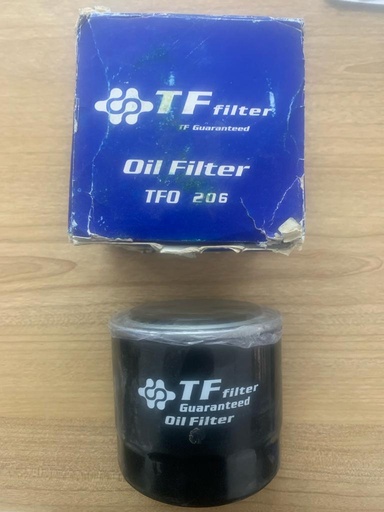 TF filter
TF Guaranteed
Oil Filter
TFO 206
TF filter
Guaranteed
Oil Filter